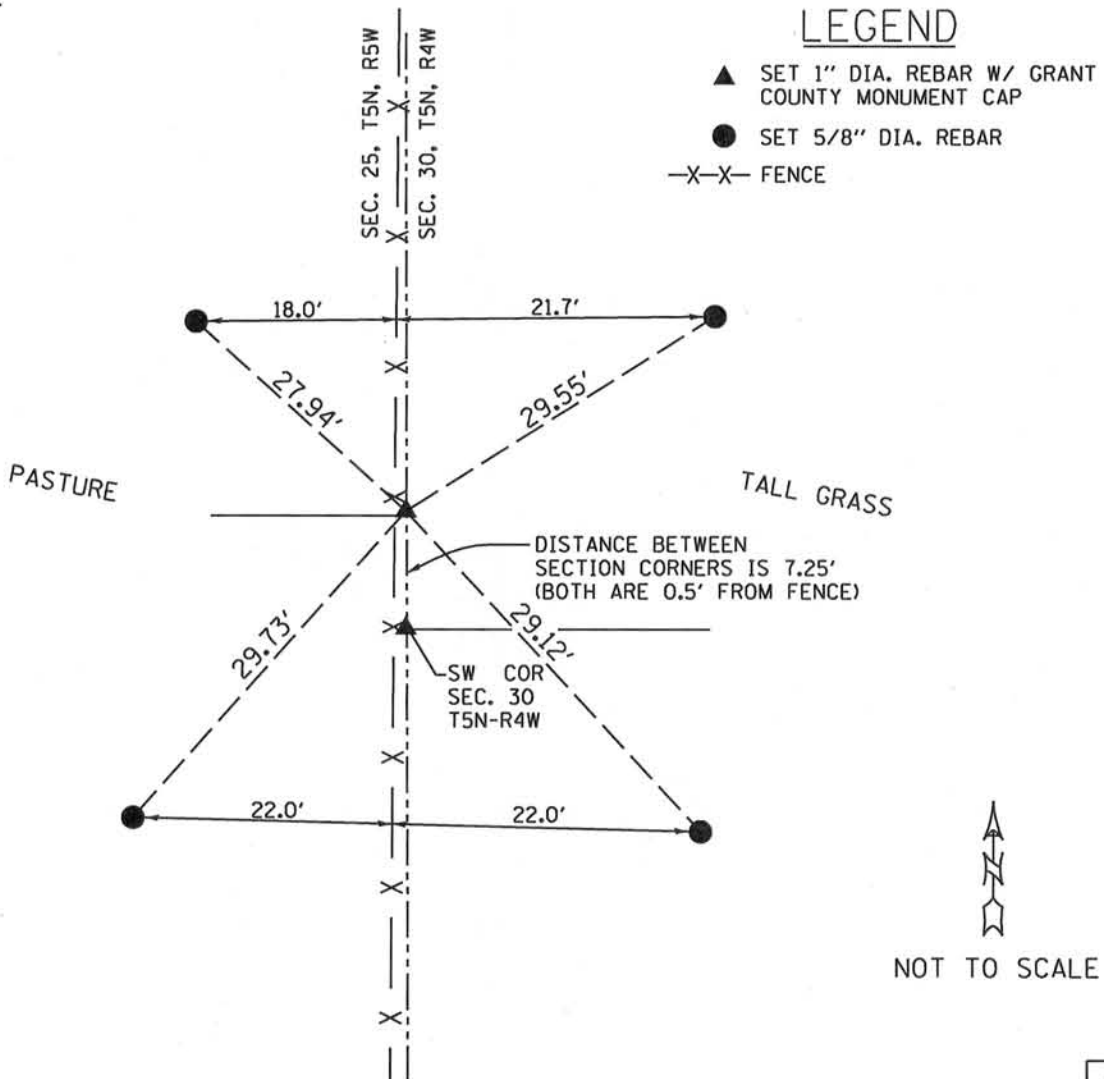 LEGEND
SET 1" DIA. REBAR W/ GRANT
COUNTY MONUMENT CAP
SET 5/8" DIA. REBAR
—X—X— FENCE
SEC. 25, T5N, R5W
SEC. 30, T5N, R4W
18.0'
21.7'
27.94'
29.55'
PASTURE
TALL GRASS
DISTANCE BETWEEN
SECTION CORNERS IS 7.25'
(BOTH ARE 0.5' FROM FENCE)
29.73'
29.12'
SW COR
SEC. 30
T5N-R4W
22.0'
22.0'
N
NOT TO SCALE